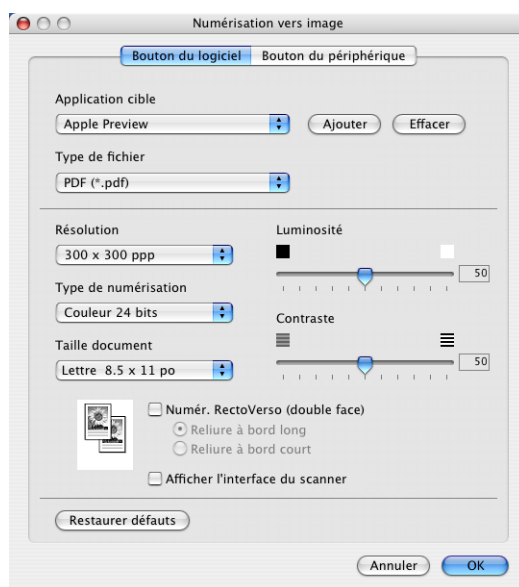 Numérisation vers image
Bouton du logiciel Bouton du périphérique
Application cible
Apple Preview Ajouter Effacer
Type de fichier
PDF (*.pdf)
Résolution Luminosité
300 x 300 ppp
50
Type de numérisation
Couleur 24 bits
Contraste
Taille document
50
Lettre 8.5 x 11 po
Numér. RectoVerso (double face)
Reliure à bord long
Reliure à bord court
Afficher l'interface du scanner
Restaurer défauts
Annuler OK